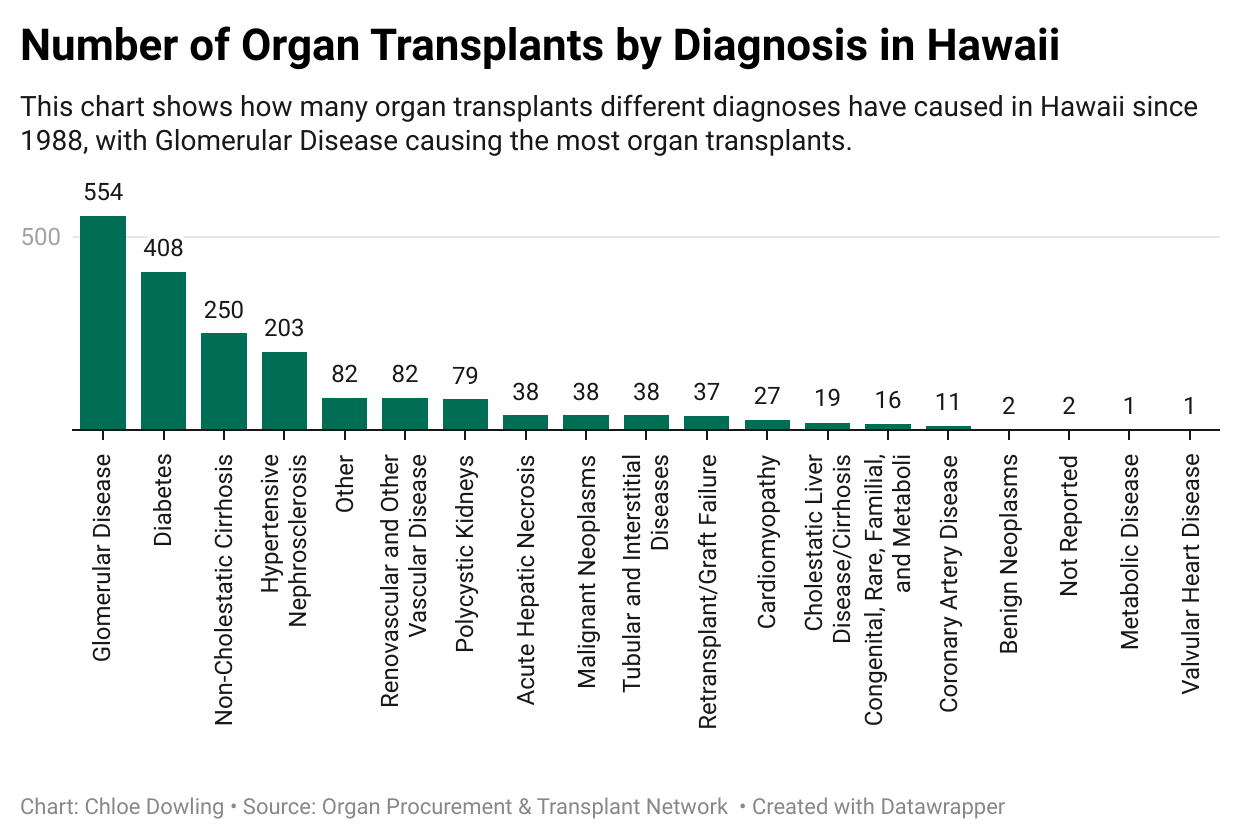 Number of Organ Transplants by Diagnosis in Hawaii
This chart shows how many organ transplants different diagnoses have caused in Hawaii since
1988, with Glomerular Disease causing the most organ transplants.
500
554
408
250
203
82
82
79
38
38
38
37
27
19
16
11
2
2
1
1
Glomerular Disease
Diabetes
Non-Cholestatic Cirrhosis
Hypertensive
Nephrosclerosis
Other
Renovascular and Other
Vascular Disease
Polycystic Kidneys
Acute Hepatic Necrosis
Malignant Neoplasms
Tubular and Interstitial
Diseases
Retransplant/Graft Failure
Cardiomyopathy
Cholestatic Liver
Disease/Cirrhosis
Congenital, Rare, Familial,
and Metaboli
Coronary Artery Disease
Benign Neoplasms
Not Reported
Metabolic Disease
Valvular Heart Disease
Chart: Chloe Dowling • Source: Organ Procurement & Transplant Network • Created with Datawrapper